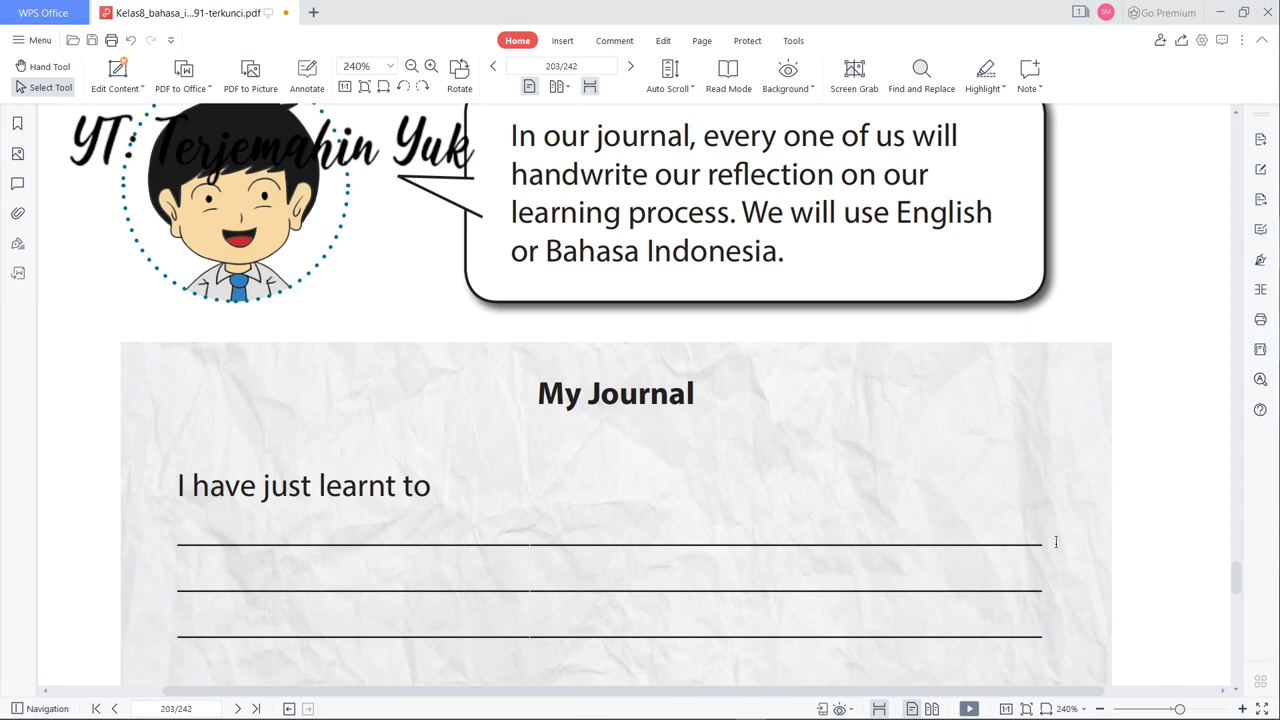 WPS Office
Kelas8_bahasa_i...91-terkunci.pdf
1
SM
Go Premium
Menu
Home
Insert
Comment
Edit
Page
Protect
Tools
Hand Tool
Select Tool
Edit Content
PDF to Office
PDF to Picture
Annotate
240%
Rotate
203/242
Auto Scroll
Read Mode
Background
Screen Grab
Find and Replace
Highlight
Note
YT: Terjemahin Yuk
In our journal, every one of us will
handwrite our reflection on our
learning process. We will use English
or Bahasa Indonesia.
My Journal
I have just learnt to
Navigation
203/242
240%